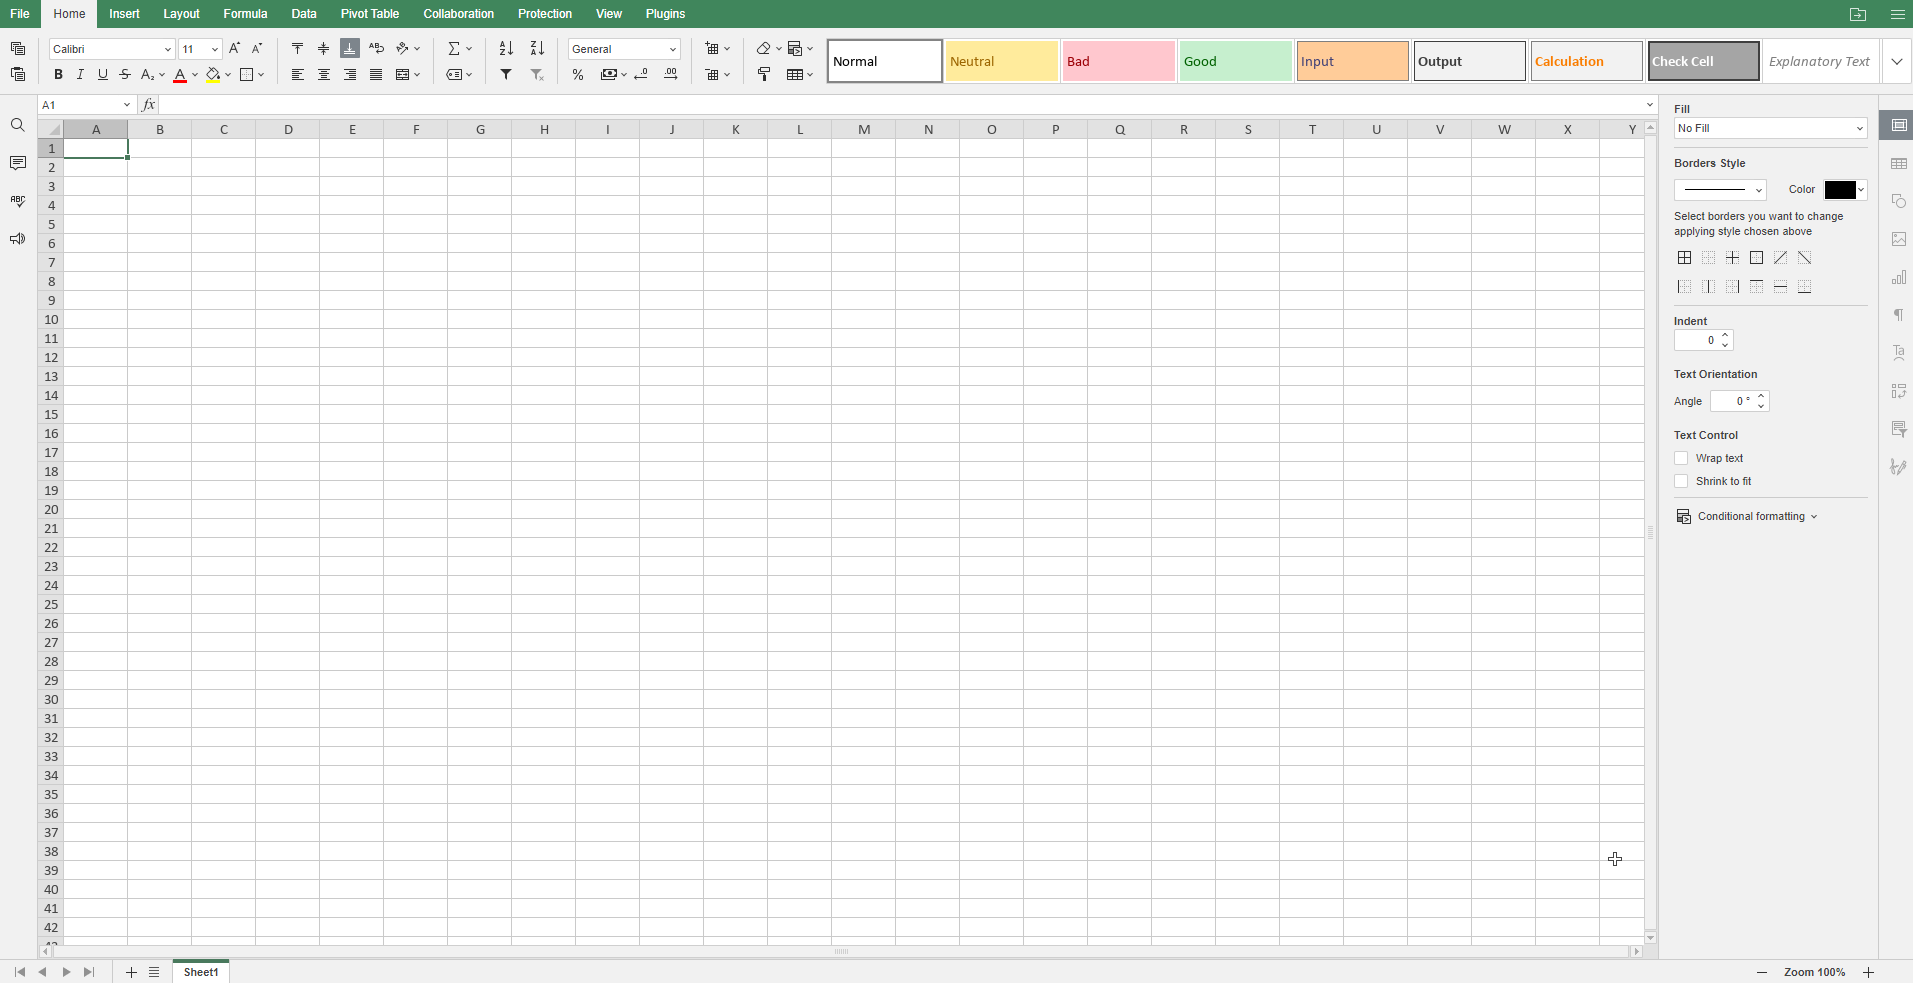 File Home Insert Layout Formula Data Pivot Table Collaboration Protection View Plugins
Calibri 11 General
Normal Neutral Bad Good Input Output Calculation Check Cell Explanatory Text
A1 fx
A B C D E F G H I J K L M N O P Q R S T U V W X Y
1
2
3
4
5
6
7
8
9
10
11
12
13
14
15
16
17
18
19
20
21
22
23
24
25
26
27
28
29
30
31
32
33
34
35
36
37
38
39
40
41
42
Fill
No Fill
Borders Style
Color
Select borders you want to change
applying style chosen above
Indent
0
Text Orientation
Angle 0 °
Text Control
Wrap text
Shrink to fit
Conditional formatting
Sheet1
Zoom 100%